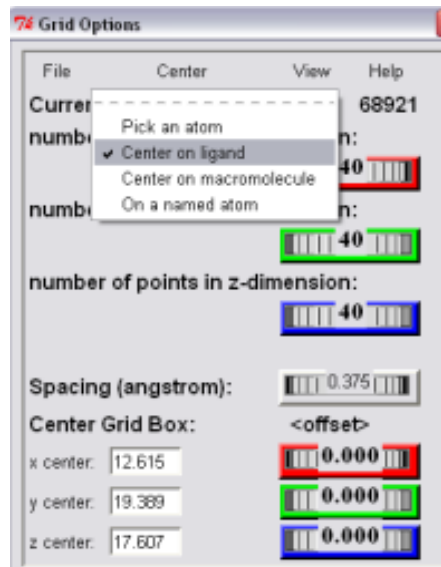 Grid Options
File Center View Help
Curre 68921
Pick an atom
numb n:
Center on ligand
40
Center on macromolecule
On a named atom
numb n:
40
number of points in z-dimension:
40
Spacing (angstrom): 0.375
Center Grid Box: <offset>
x center: 12.615 0.000
y center: 19.389 0.000
z center: 17.607 0.000